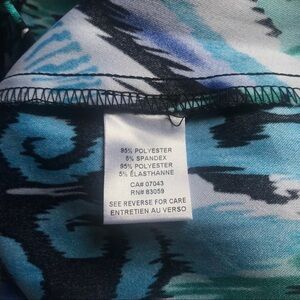 95% POLYESTER
5% SPANDEX
95% POLYESTER
5% ÉLASTHANNE
CA# 07043
RN# 83059
SEE REVERSE FOR CARE
ENTRETIEN AU VERSO